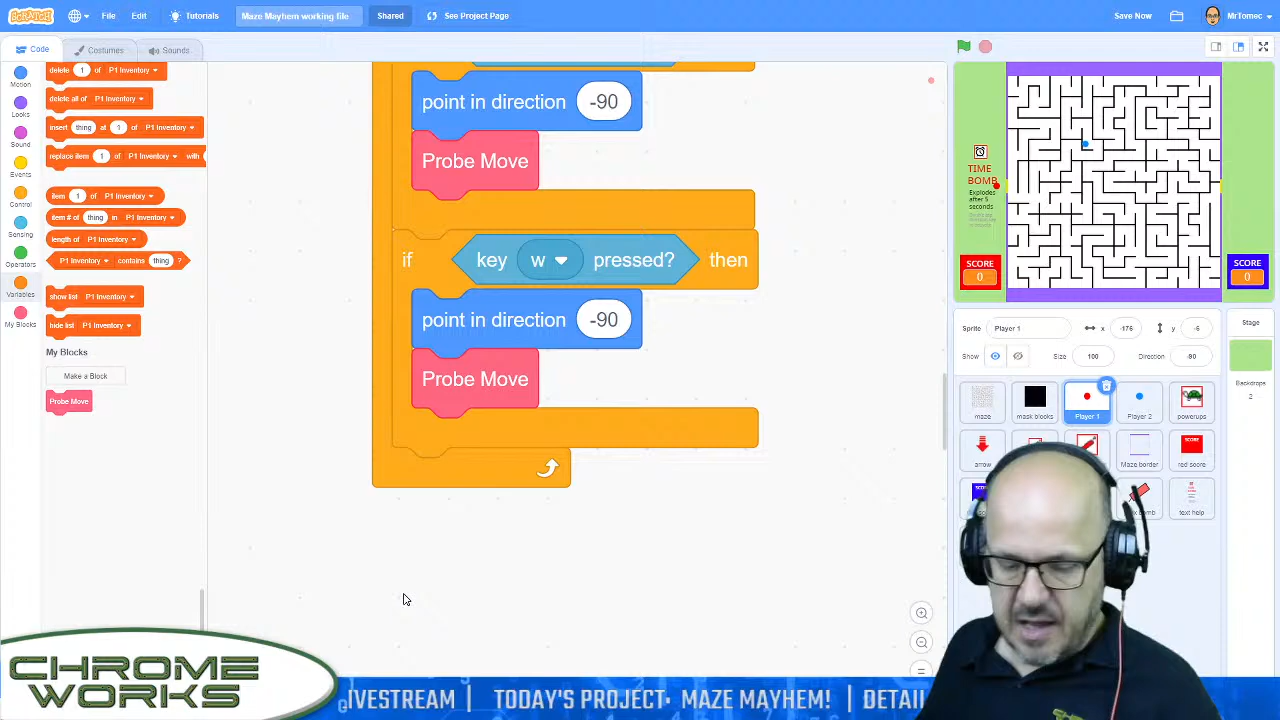 SCRATCH File Edit Tutorials Maze Mayhem working file Shared See Project Page Save Now MrTomec
Code Costumes Sounds
Motion
Looks
Sound
Events
Control
Sensing
Operators
Variables
My Blocks
delete 1 of P1 Inventory
delete all of P1 Inventory
insert thing at 1 of P1 Inventory
replace item 1 of P1 Inventory with
item 1 of P1 Inventory
item # of thing in P1 Inventory
length of P1 Inventory
P1 Inventory contains thing ?
show list P1 Inventory
hide list P1 Inventory
My Blocks
Make a Block
Probe Move
point in direction -90
Probe Move
if key w pressed? then
point in direction -90
Probe Move
TIME
BOMB
Explodes
after 5
seconds
SCORE
0
SCORE
0
Sprite Player 1 x -176 y -6
Show Size 100 Direction -90
Stage
Backdrops
2
maze mask blocks Player 1 Player 2 powerups
arrow Maze border red score
text help
CHROME
WORKS
IVESTREAM | TODAY'S PROJECT: MAZE MAYHEM! | DETAIL